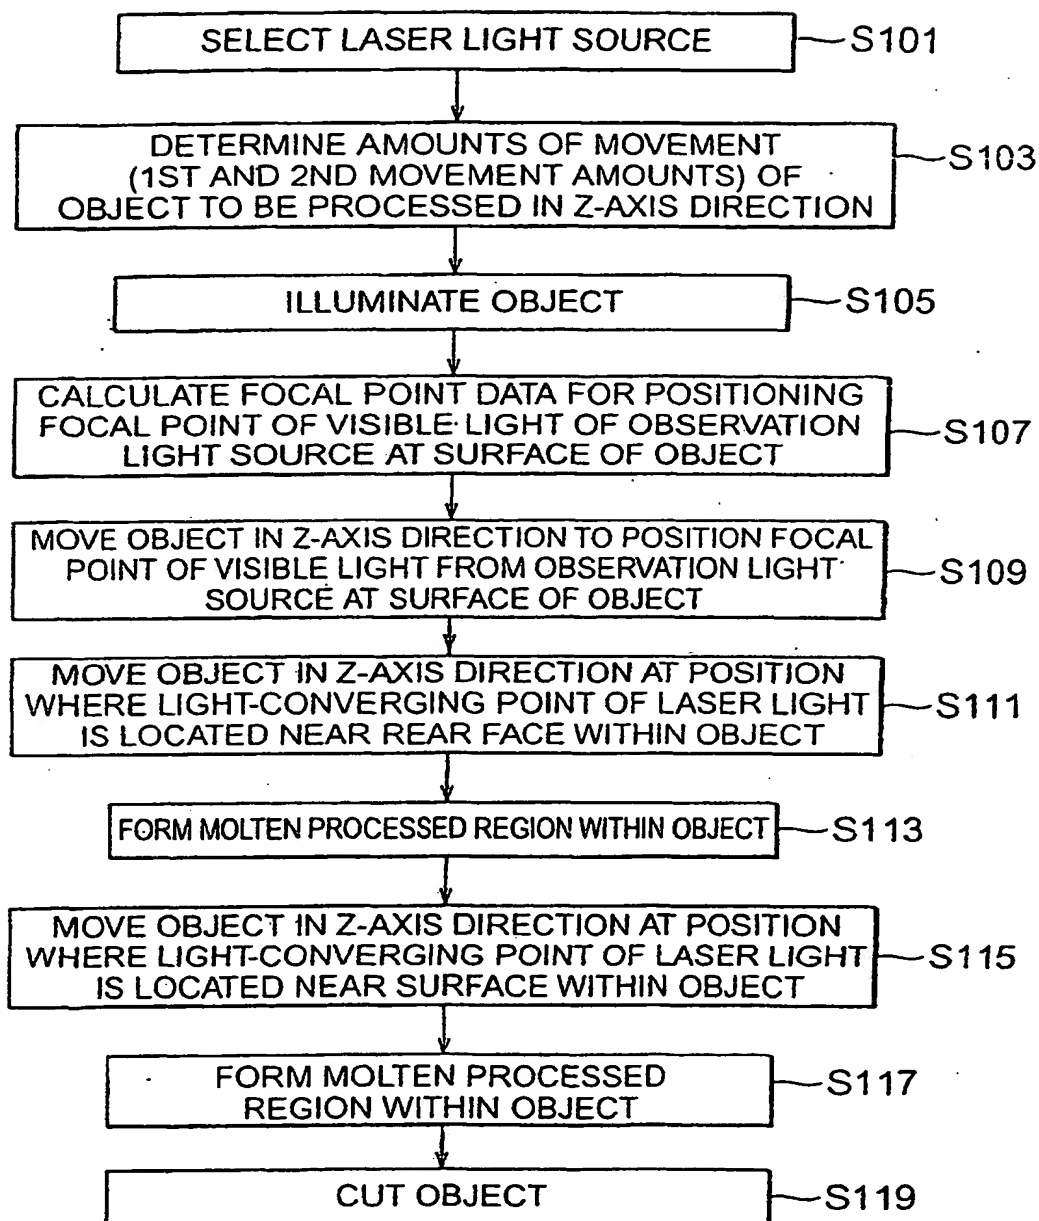 SELECT LASER LIGHT SOURCE
S101
DETERMINE AMOUNTS OF MOVEMENT
(1ST AND 2ND MOVEMENT AMOUNTS) OF
OBJECT TO BE PROCESSED IN Z-AXIS DIRECTION
S103
ILLUMINATE OBJECT
S105
CALCULATE FOCAL POINT DATA FOR POSITIONING
FOCAL POINT OF VISIBLE LIGHT OF OBSERVATION
LIGHT SOURCE AT SURFACE OF OBJECT
S107
MOVE OBJECT IN Z-AXIS DIRECTION TO POSITION FOCAL
POINT OF VISIBLE LIGHT FROM OBSERVATION LIGHT
SOURCE AT SURFACE OF OBJECT
S109
MOVE OBJECT IN Z-AXIS DIRECTION AT POSITION
WHERE LIGHT-CONVERGING POINT OF LASER LIGHT
IS LOCATED NEAR REAR FACE WITHIN OBJECT
S111
FORM MOLTEN PROCESSED REGION WITHIN OBJECT
S113
MOVE OBJECT IN Z-AXIS DIRECTION AT POSITION
WHERE LIGHT-CONVERGING POINT OF LASER LIGHT
IS LOCATED NEAR SURFACE WITHIN OBJECT
S115
FORM MOLTEN PROCESSED
REGION WITHIN OBJECT
S117
CUT OBJECT
S119